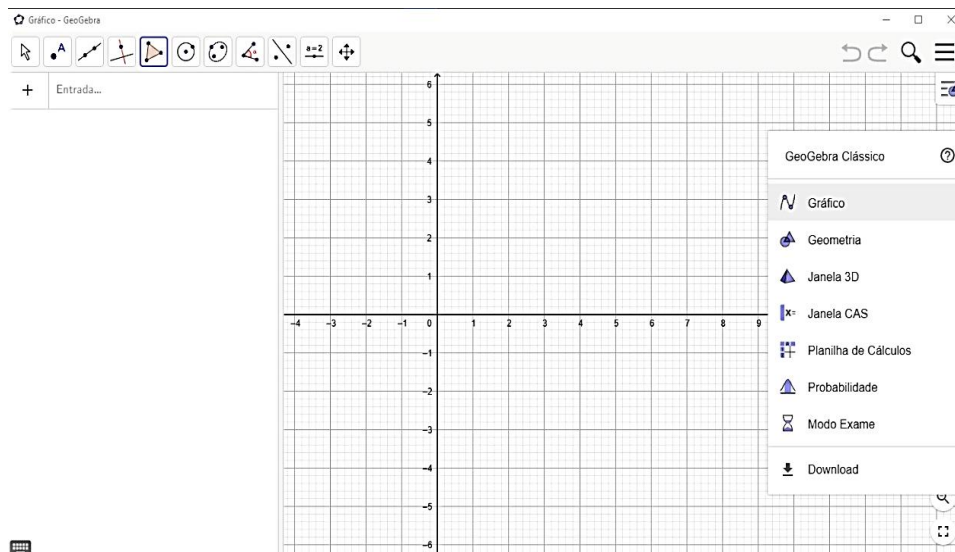 Gráfico - GeoGebra
A
a=2
+ Entrada...
GeoGebra Clássico
Gráfico
Geometria
Janela 3D
x= Janela CAS
Planilha de Cálculos
Probabilidade
Modo Exame
Download
6
5
4
3
2
1
-4 -3 -2 -1 0 1 2 3 4 5 6 7 8 9
-1
-2
-3
-4
-5
-6